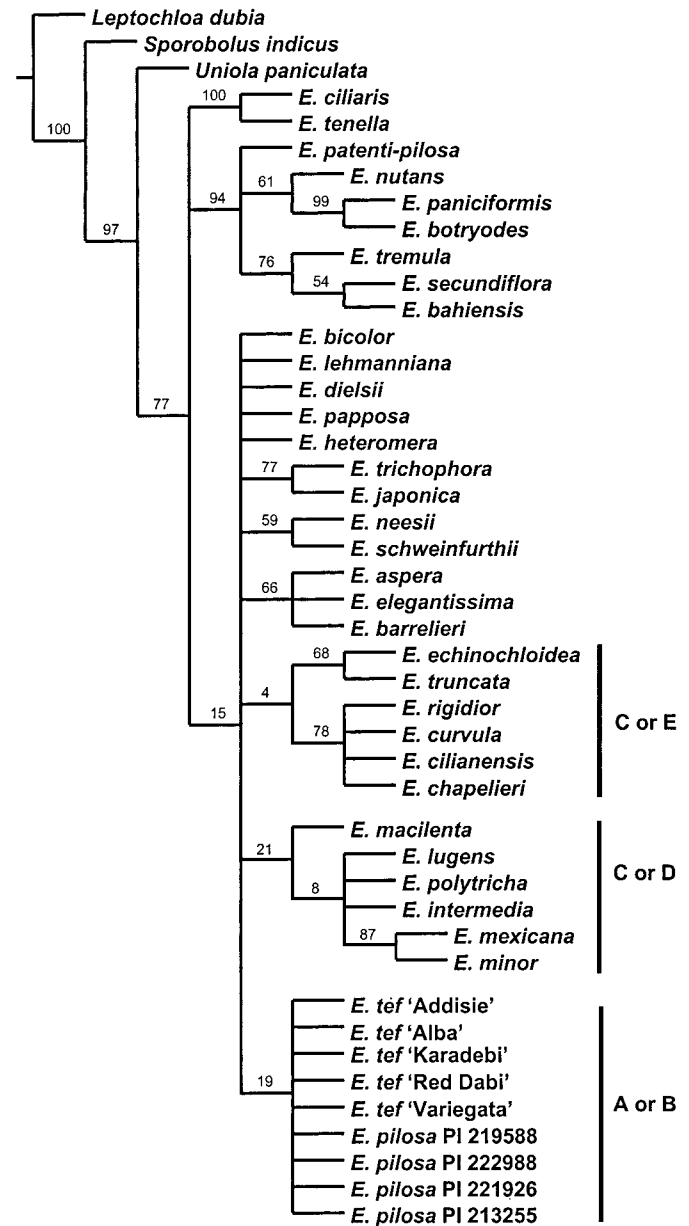 Leptochloa dubia
Sporobolus indicus
Uniola paniculata
100
E. ciliaris
E. tenella
100
E. patenti-pilosa
61
E. nutans
94
99
E. paniciformis
E. botryodes
97
76
E. tremula
54
E. secundiflora
E. bahiensis
E. bicolor
E. lehmanniana
E. dielsii
77
E. papposa
E. heteromera
77
E. trichophora
E. japonica
59
E. neesii
E. schweinfurthii
66
E. aspera
E. elegantissima
E. barrelieri
68
E. echinochloidea
E. truncata
4
15
78
E. rigidior
E. curvula
E. cilianensis
E. chapelieri
C or E
21
E. macilenta
8
E. lugens
E. polytricha
E. intermedia
87
E. mexicana
E. minor
C or D
19
E. tef 'Addisie'
E. tef 'Alba'
E. tef 'Karadebi'
E. tef 'Red Dabi'
E. tef 'Variegata'
E. pilosa PI 219588
E. pilosa PI 222988
E. pilosa PI 221926
E. pilosa PI 213255
A or B